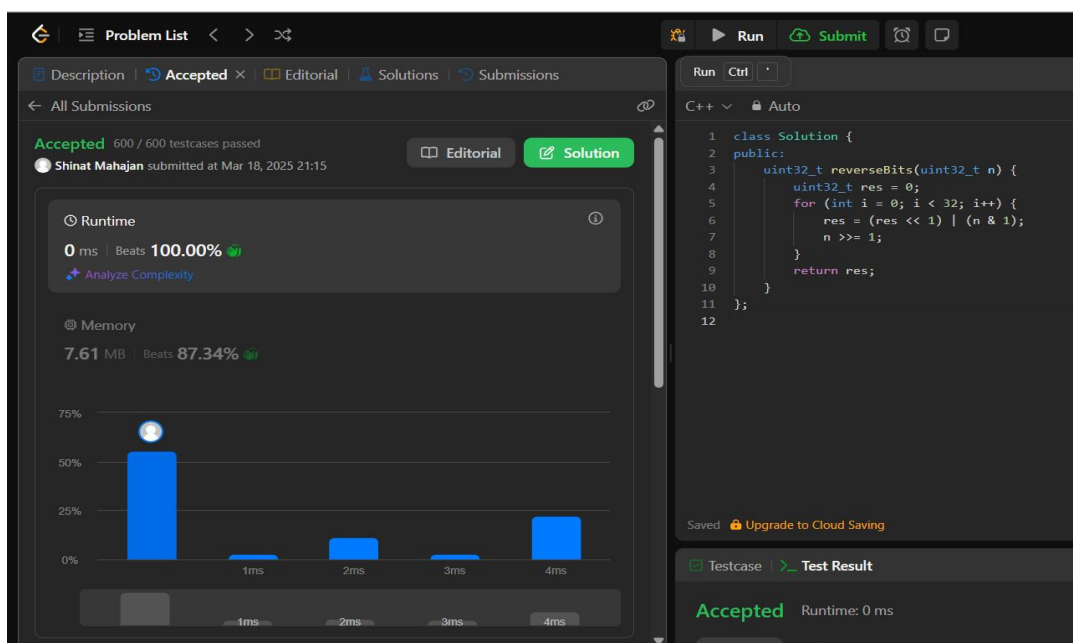 Problem List
Run
Submit
Description
Accepted
Editorial
Solutions
Submissions
All Submissions
Accepted 600 / 600 testcases passed
Shinat Mahajan submitted at Mar 18, 2025 21:15
Editorial
Solution
Runtime
0 ms Beats 100.00%
Analyze Complexity
Memory
7.61 MB Beats 87.34%
75%
50%
25%
0%
1ms 2ms 3ms 4ms
1ms 2ms 3ms 4ms
Run Ctrl '
C++ Auto
1 class Solution {
2 public:
3 uint32_t reverseBits(uint32_t n) {
4 uint32_t res = 0;
5 for (int i = 0; i < 32; i++) {
6 res = (res << 1) | (n & 1);
7 n >>= 1;
8 }
9 return res;
10 }
11 };
12
Saved Upgrade to Cloud Saving
Testcase >_ Test Result
Accepted Runtime: 0 ms